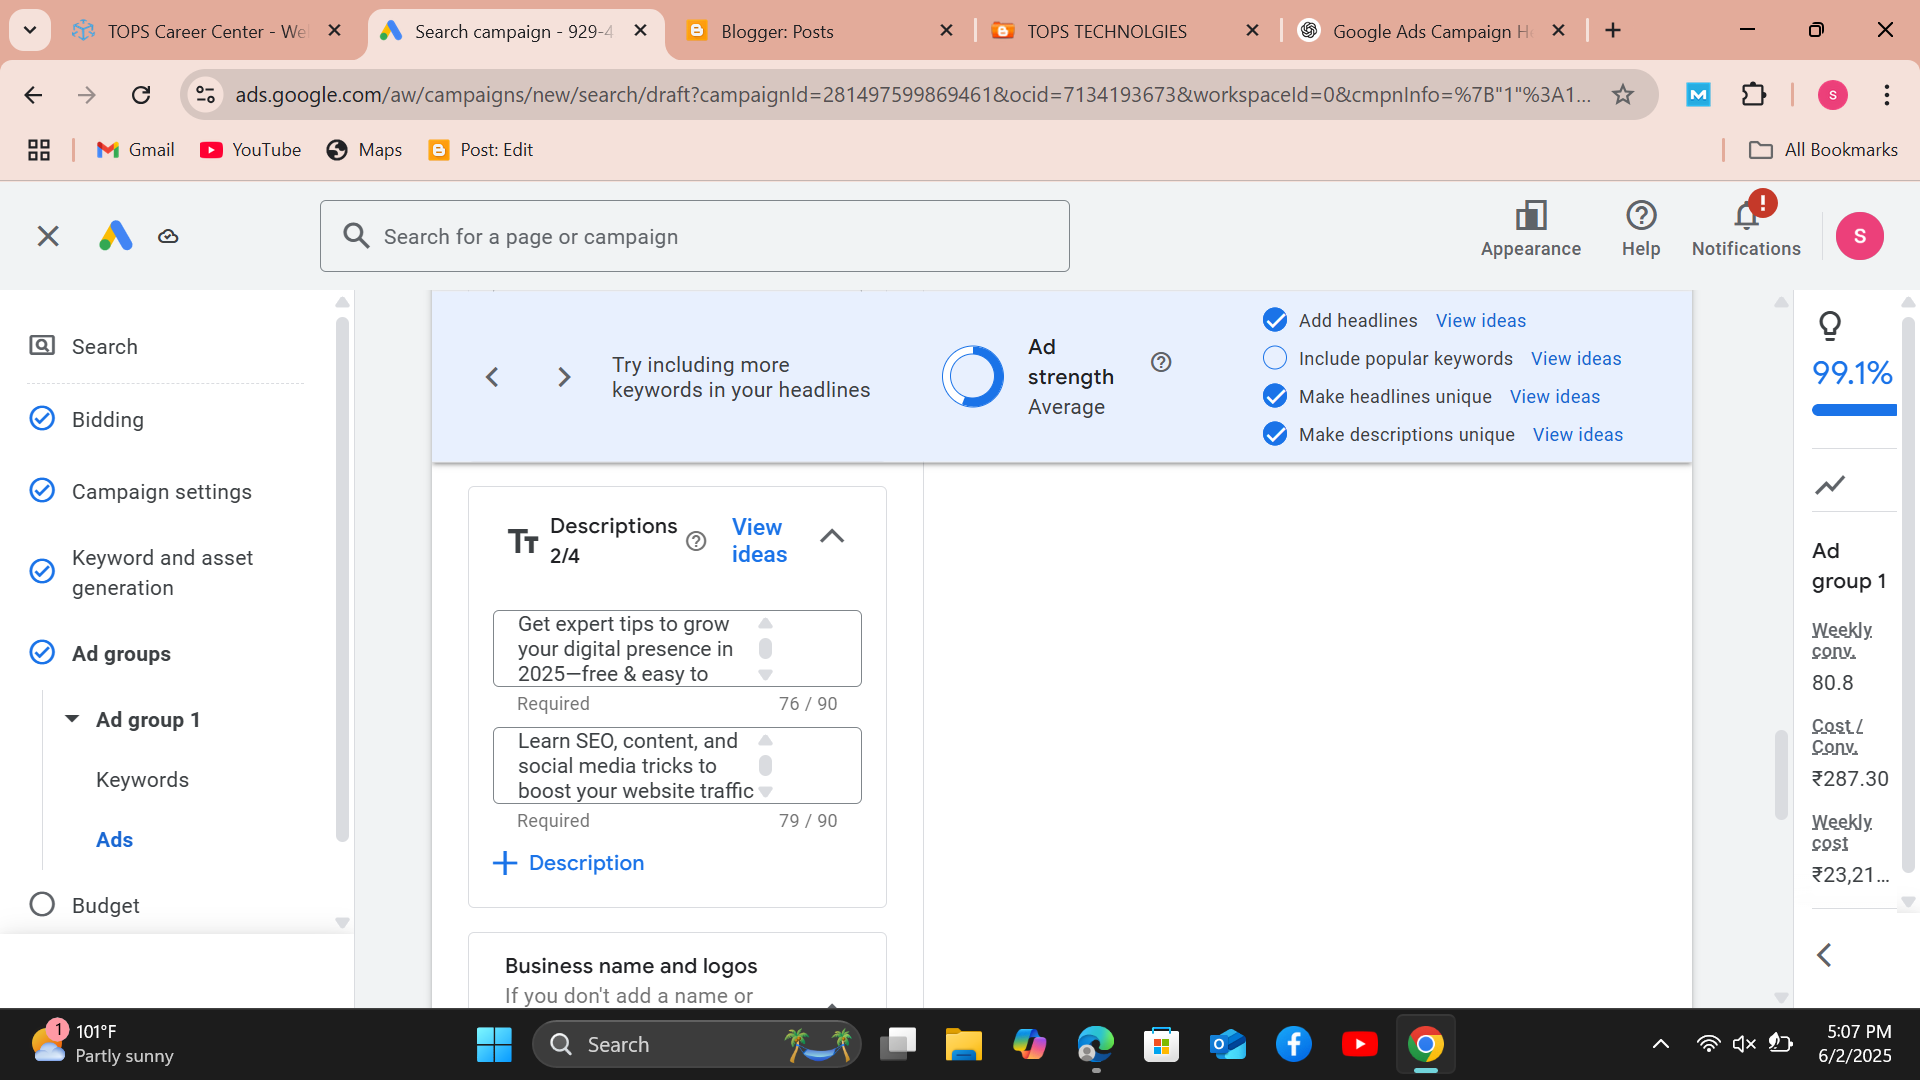 TOPS Career Center - Wel
Search campaign - 929-4
Blogger: Posts
TOPS TECHNOLGIES
Google Ads Campaign He
ads.google.com/aw/campaigns/new/search/draft?campaignId=281497599869461&ocid=7134193673&workspaceId=0&cmpnInfo=%7B"1"%3A1...
S
Gmail
YouTube
Maps
Post: Edit
All Bookmarks
Search for a page or campaign
Appearance
Help
!
Notifications
S
Search
Bidding
Campaign settings
Keyword and asset
generation
Ad groups
Ad group 1
Keywords
Ads
Budget
Try including more
keywords in your headlines
Ad
strength
Average
Add headlines View ideas
Include popular keywords View ideas
Make headlines unique View ideas
Make descriptions unique View ideas
Tт
Descriptions
2/4
View
ideas
Get expert tips to grow
your digital presence in
2025—free & easy to
Required 76 / 90
Learn SEO, content, and
social media tricks to
boost your website traffic
Required 79 / 90
+ Description
Business name and logos
If you don't add a name or
99.1%
Ad
group 1
Weekly
conv.
80.8
Cost /
Conv.
₹287.30
Weekly
cost
₹23,21...
1
101°F
Partly sunny
Search
5:07 PM
6/2/2025